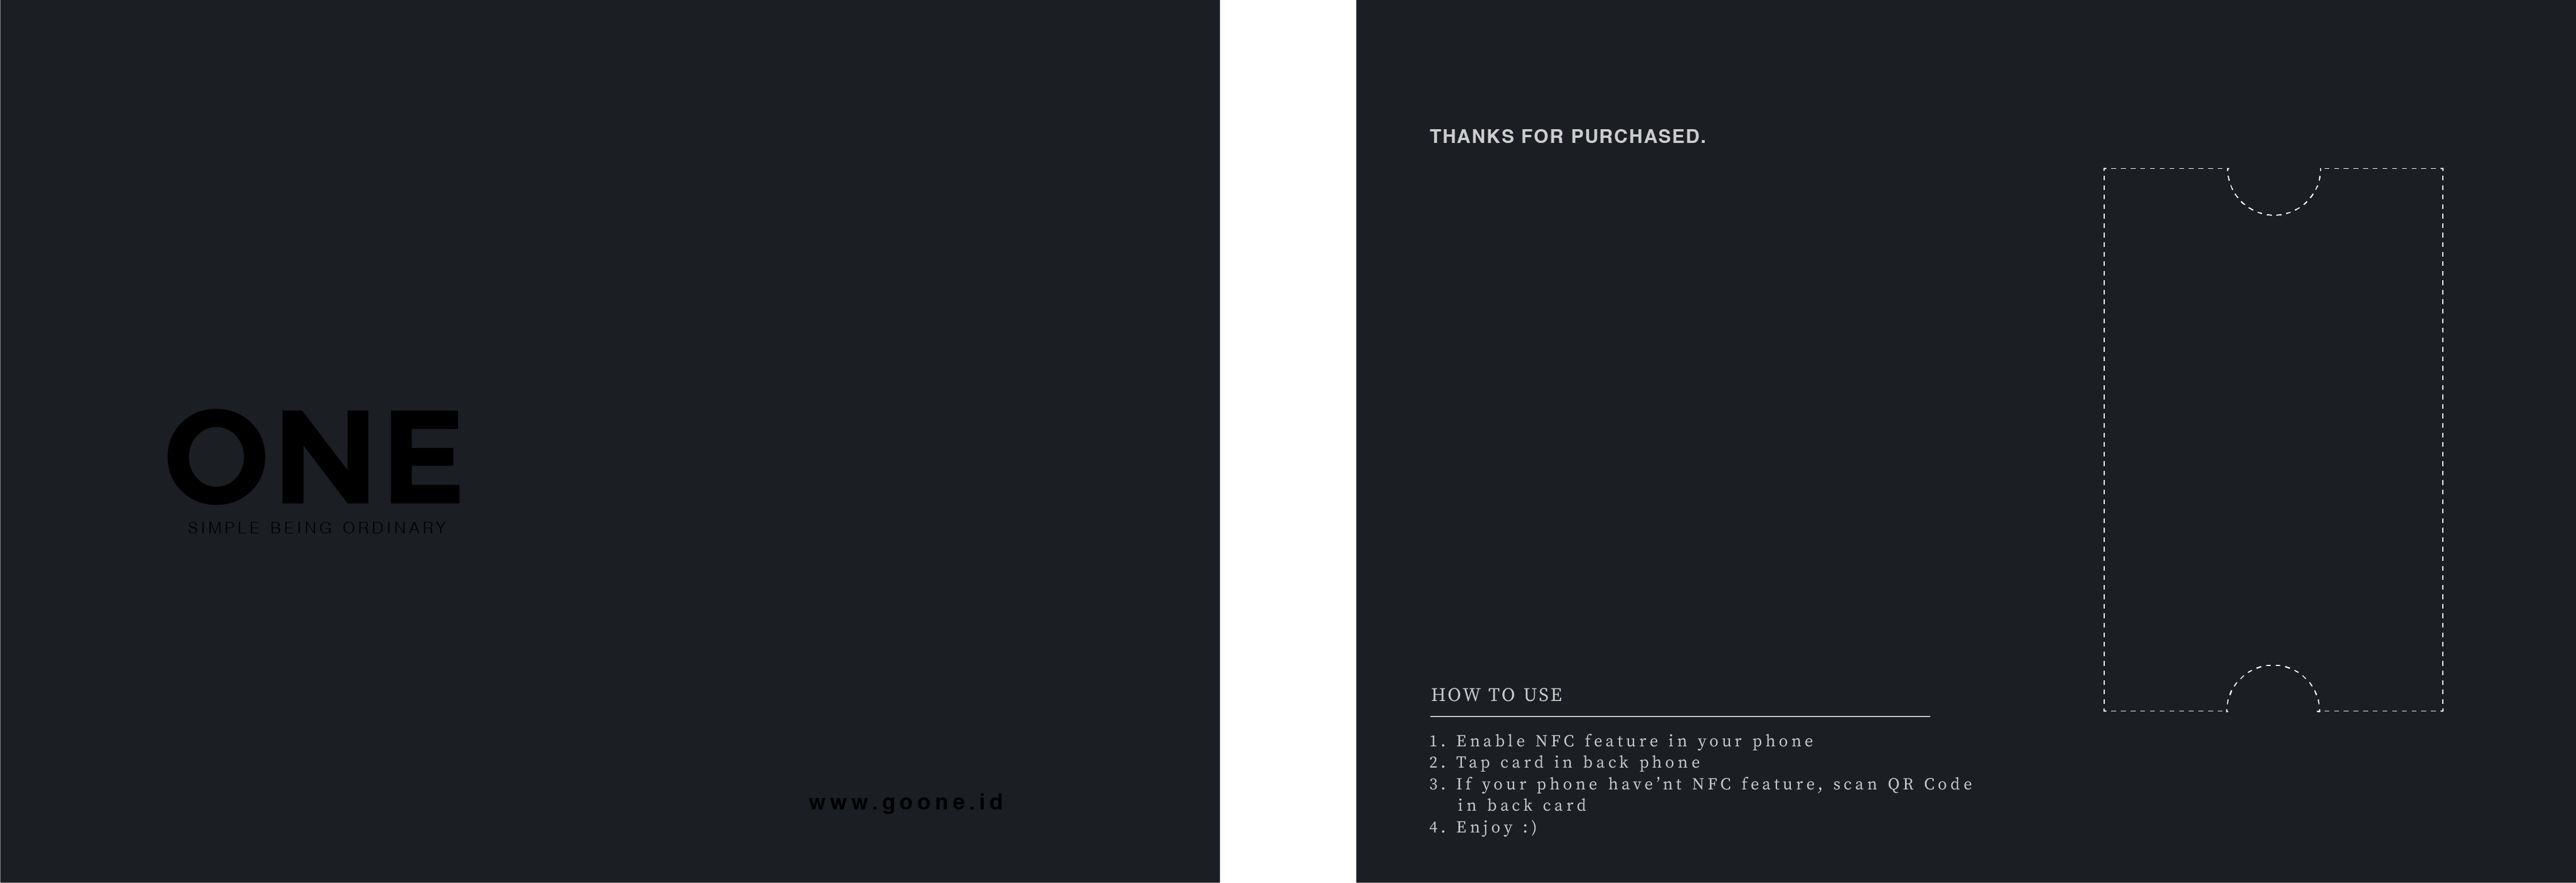 ONE
SIMPLE BEING ORDINARY
www.goone.id
THANKS FOR PURCHASED.
HOW TO USE
1. Enable NFC feature in your phone
2. Tap card in back phone
3. If your phone have’nt NFC feature, scan QR Code
in back card
4. Enjoy :)